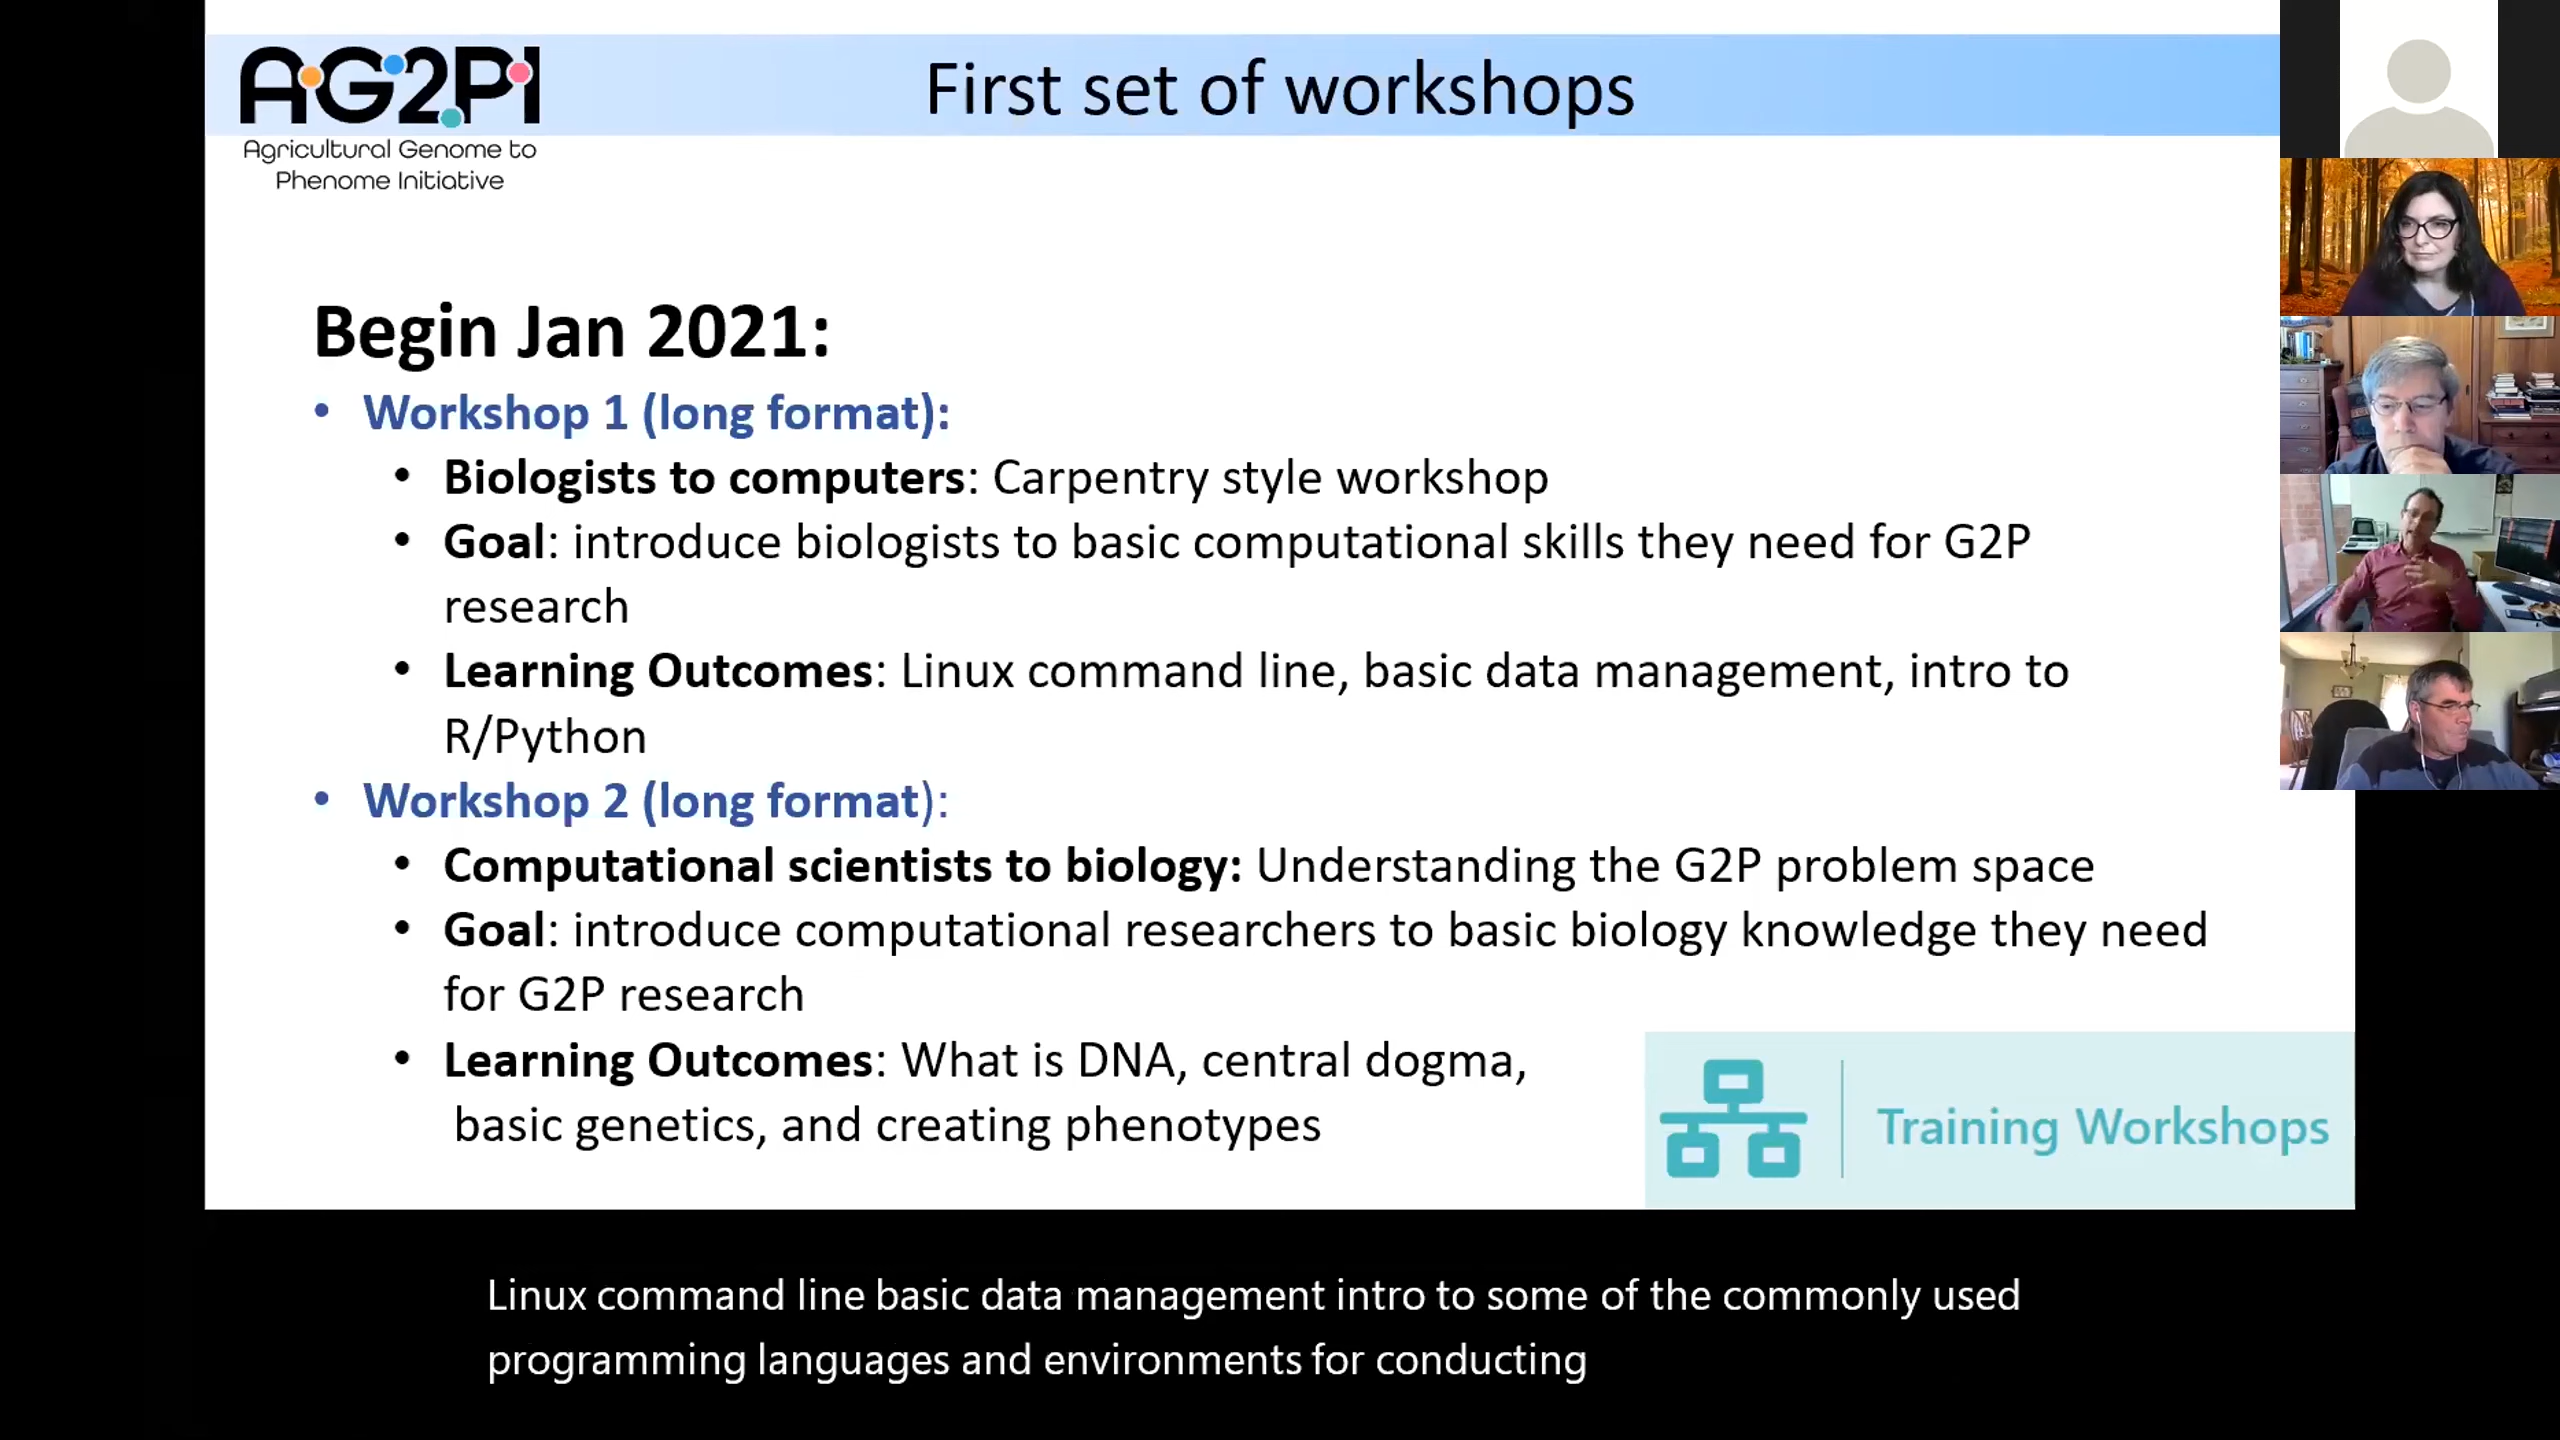 AG2PI
Agricultural Genome to
Phenome Initiative
First set of workshops
Begin Jan 2021:
• Workshop 1 (long format):
• Biologists to computers: Carpentry style workshop
• Goal: introduce biologists to basic computational skills they need for G2P
research
• Learning Outcomes: Linux command line, basic data management, intro to
R/Python
• Workshop 2 (long format):
• Computational scientists to biology: Understanding the G2P problem space
• Goal: introduce computational researchers to basic biology knowledge they need
for G2P research
• Learning Outcomes: What is DNA, central dogma,
basic genetics, and creating phenotypes
Training Workshops
Linux command line basic data management intro to some of the commonly used
programming languages and environments for conducting